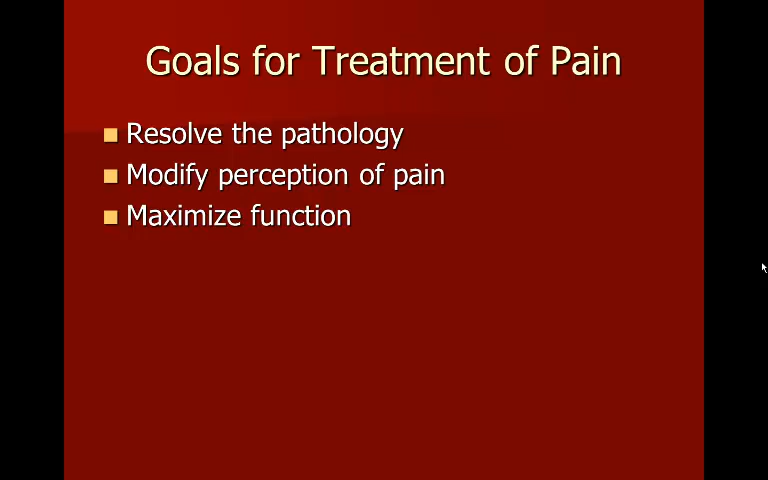 Goals for Treatment of Pain
Resolve the pathology
Modify perception of pain
Maximize function